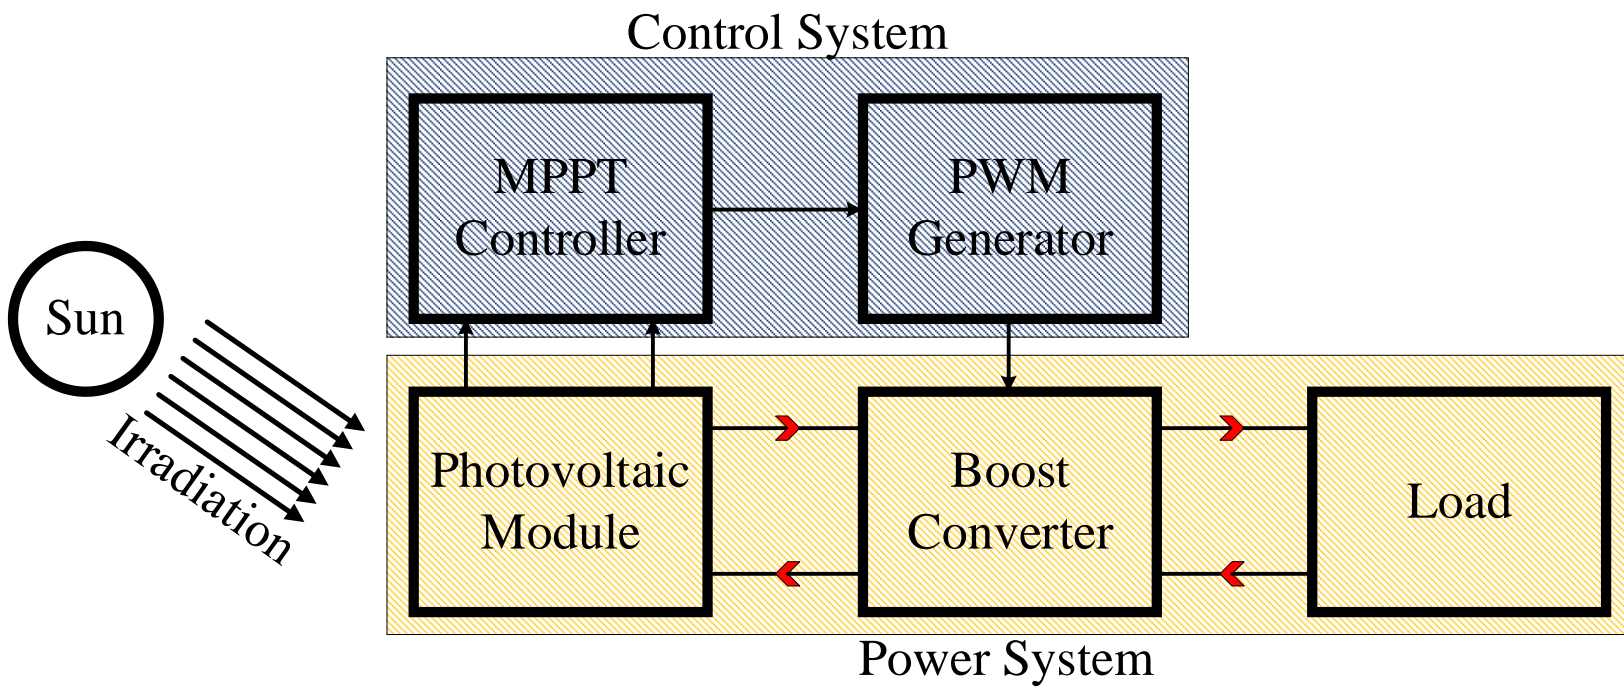 Control System
MPPT
Controller
PWM
Generator
Sun
Irradiation
Photovoltaic
Module
Boost
Converter
Load
Power System